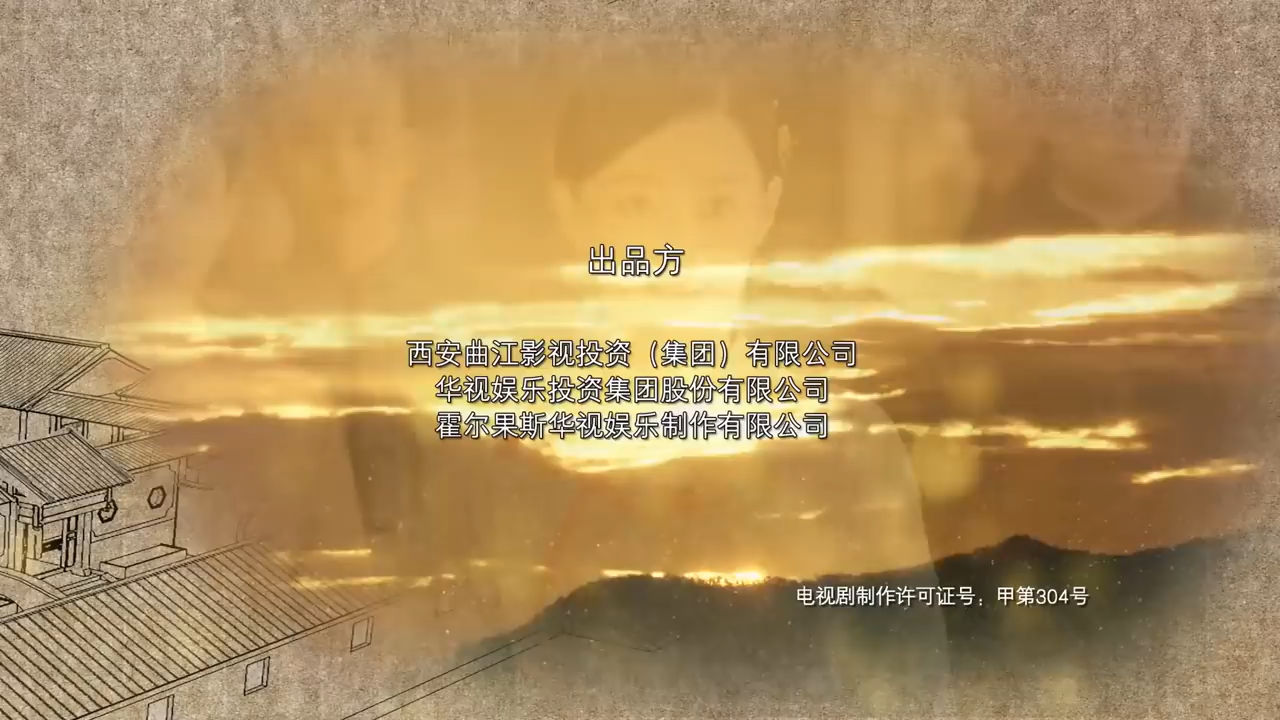 出品方
西安曲江影视投资（集团）有限公司
华视娱乐投资集团股份有限公司
霍尔果斯华视娱乐制作有限公司
电视剧制作许可证号：甲第304号